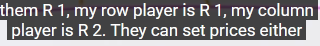 them R 1, my row player is R 1, my column
player is R 2. They can set prices either